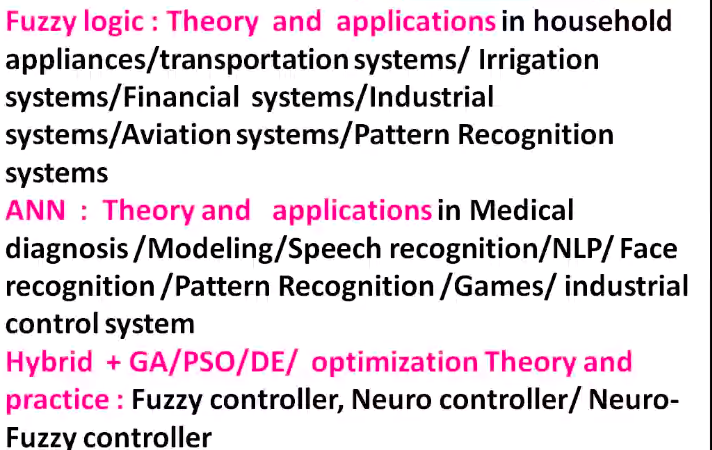 Fuzzy logic : Theory and applications in household
appliances/transportation systems/ Irrigation
systems/Financial systems/Industrial
systems/Aviation systems/Pattern Recognition
systems
ANN : Theory and applications in Medical
diagnosis /Modeling/Speech recognition/NLP/ Face
recognition /Pattern Recognition /Games/ industrial
control system
Hybrid + GA/PSO/DE/ optimization Theory and
practice : Fuzzy controller, Neuro controller/ Neuro-
Fuzzy controller